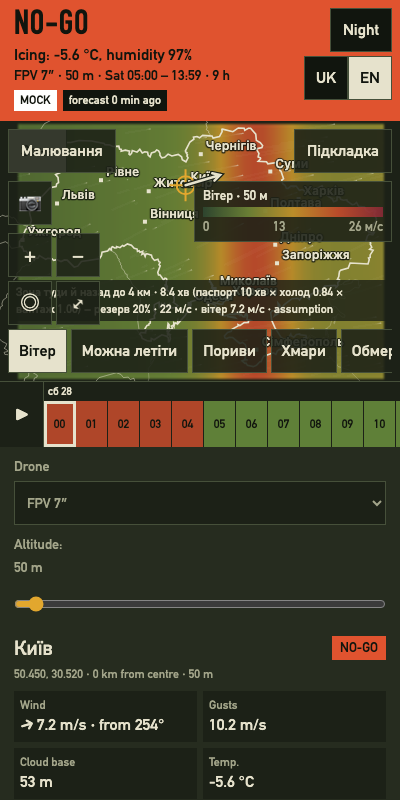 NO-GO
Icing: -5.6 °C, humidity 97%
FPV 7″ · 50 m · Sat 05:00 – 13:59 · 9 h
MOCK
forecast 0 min ago
Night
UK
EN
Малювання
Підкладка
Чернігів
Суми
Рівне
Львів
Київ
Харків
Полтава
Вінниця
Ужгород
Дніпро
Запоріжжя
Миколаїв
Вітер · 50 м
0
13
26 м/с
+
−
й назад до 4 км · 8.4 хв (паспорт 10 хв × холод 0.84 ×
резерв 20% · 22 м/с · вітер 7.2 м/с · assumption
Вітер
Можна летіти
Пориви
Хмари
сб 28
00
01
02
03
04
05
06
07
08
09
10
Drone
FPV 7″
Altitude:
50 m
Київ
NO-GO
50.450, 30.520 · 0 km from centre · 50 m
Wind
7.2 m/s · from 254°
Gusts
10.2 m/s
Cloud base
53 m
Temp.
-5.6 °C